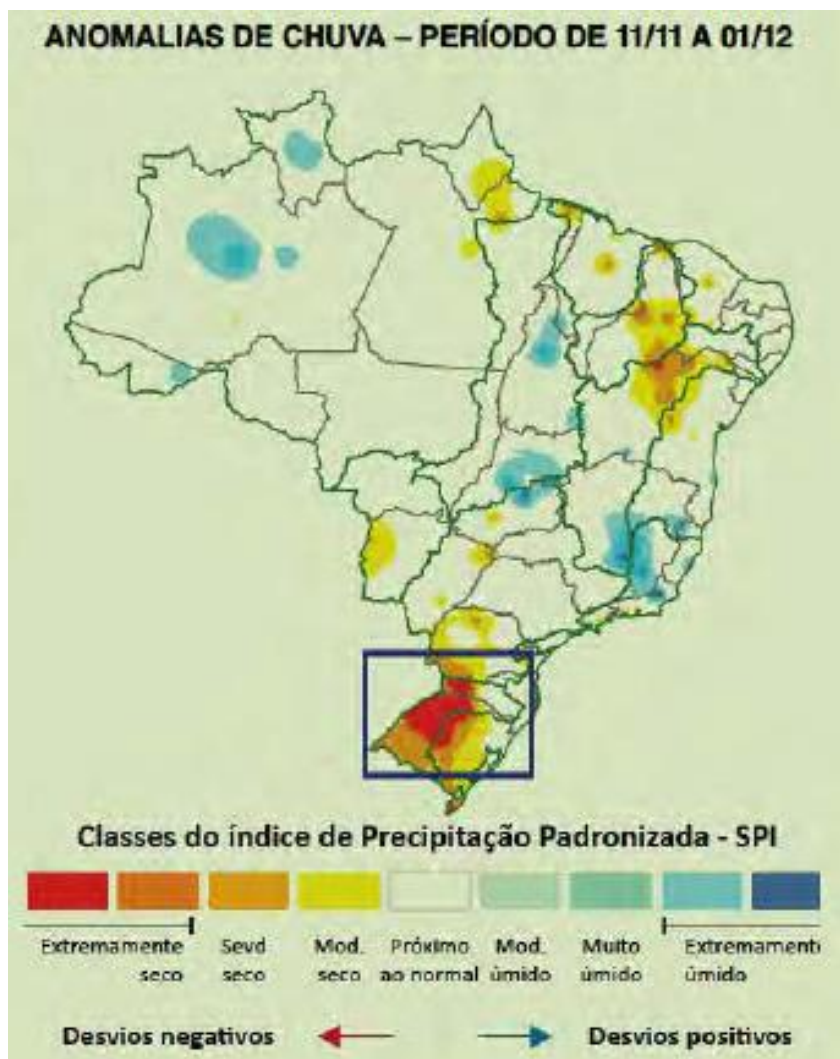 ANOMALIAS DE CHUVA – PERÍODO DE 11/11 A 01/12
Classes do índice de Precipitação Padronizada - SPI
Extremamente seco
Sevd seco
Mod. seco
Próximo ao normal
Mod. úmido
Muito úmido
Extremament úmido
Desvios negativos
Desvios positivos